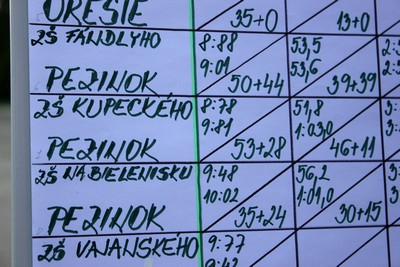 OREŠIE 35+0 13+0
ZŠ FÁNDLYHO 8:88 53,5
PEZINOK 9:01 50+44 53,6 39+39
ZŠ KUPECKÉHO 8:78 51,8
PEZINOK 9:81 53+28 1:03,0 46+11
ZŠ NA BIELENISKU 9:48 56,2
PEZINOK 10:02 35+24 1:01,0 30+15
ZŠ VAJANSKÉHO 9:77